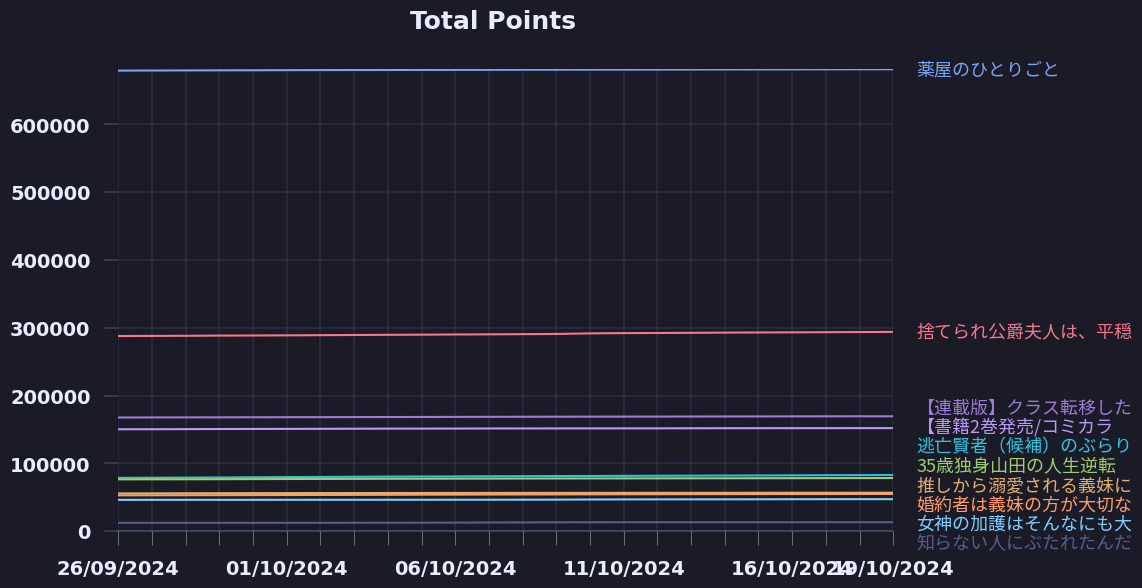 Total Points
600000
500000
400000
300000
200000
100000
0
薬屋のひとりごと
捨てられ公爵夫人は、平穏
【連載版】クラス転移した
【書籍2巻発売/コミカラ
逃亡賢者（候補）のぶらり
35歳独身山田の人生逆転
推しから溺愛される義妹に
婚約者は義妹の方が大切な
女神の加護はそんなにも大
知らない人にぶたれたんだ
26/09/2024 01/10/2024 06/10/2024 11/10/2024 16/10/2024 19/10/2024